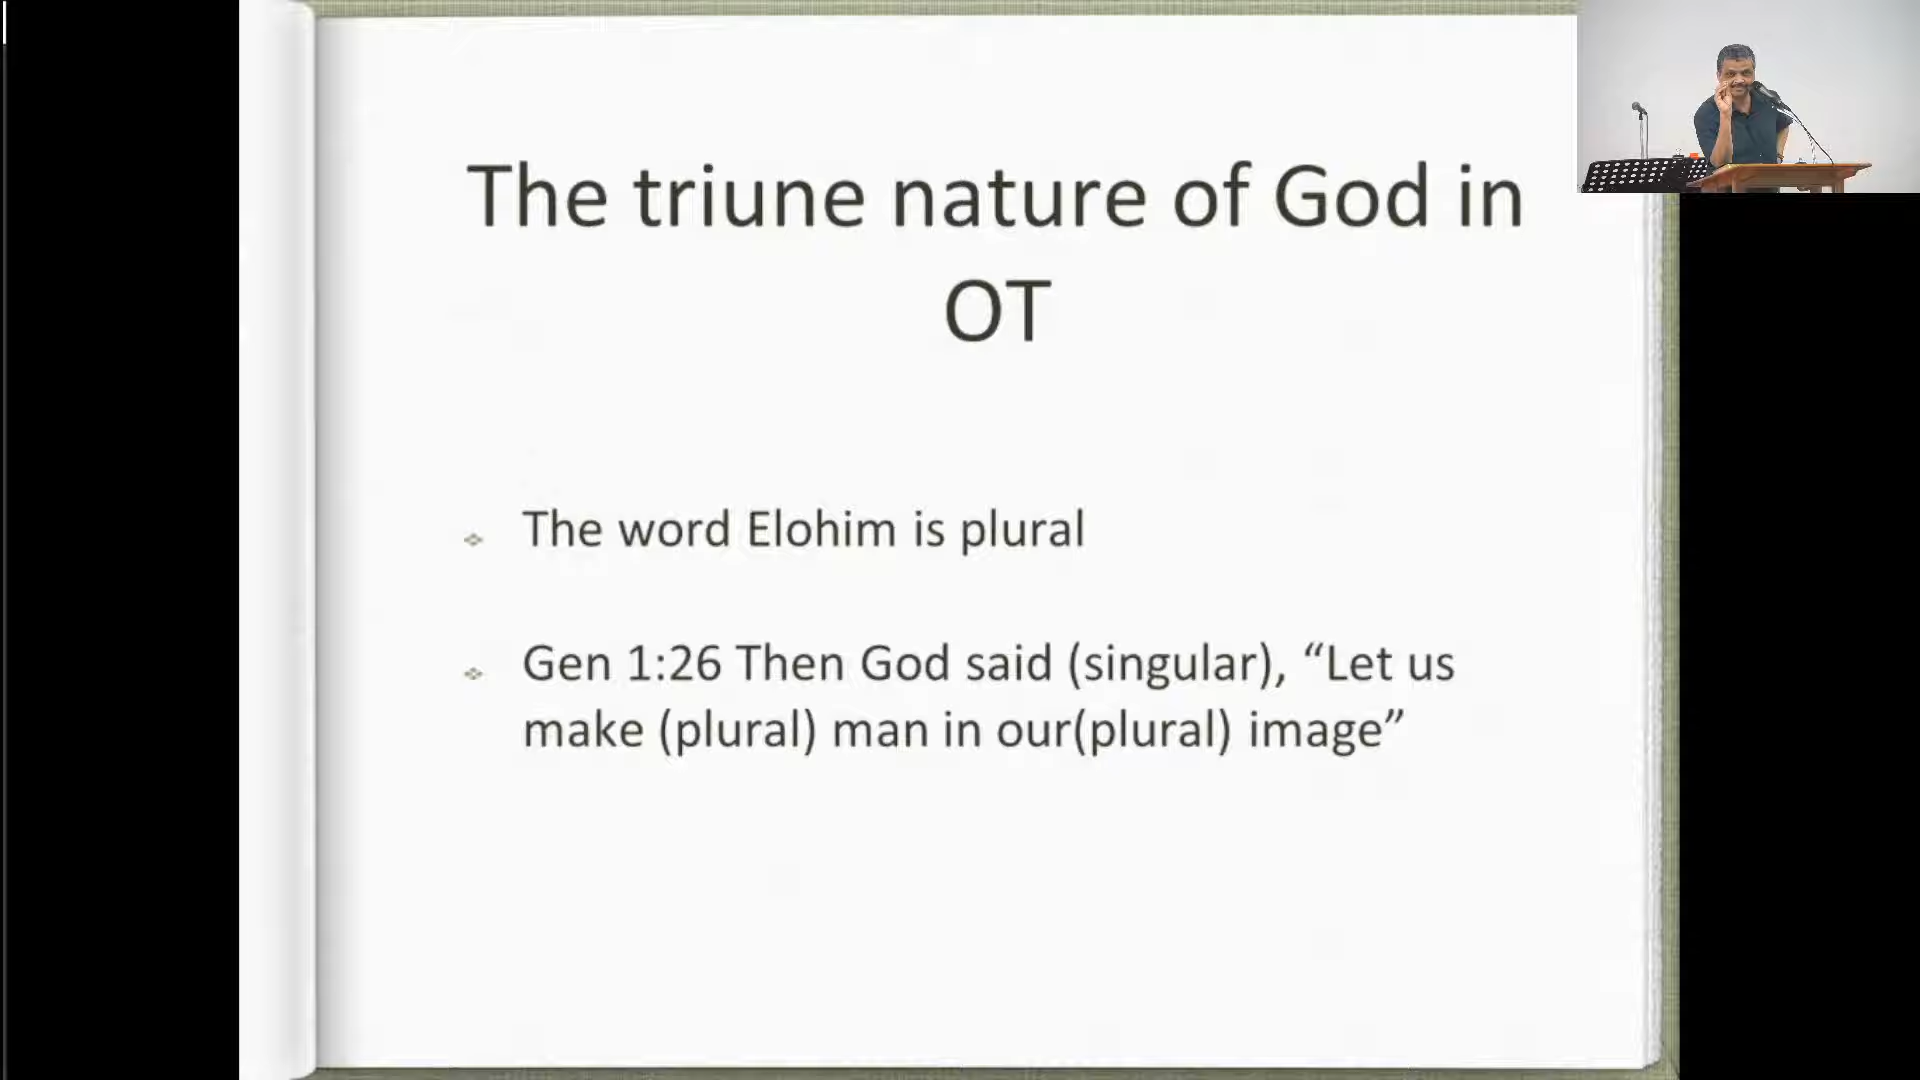 The triune nature of God in
OT
The word Elohim is plural
Gen 1:26 Then God said (singular), “Let us
make (plural) man in our(plural) image”